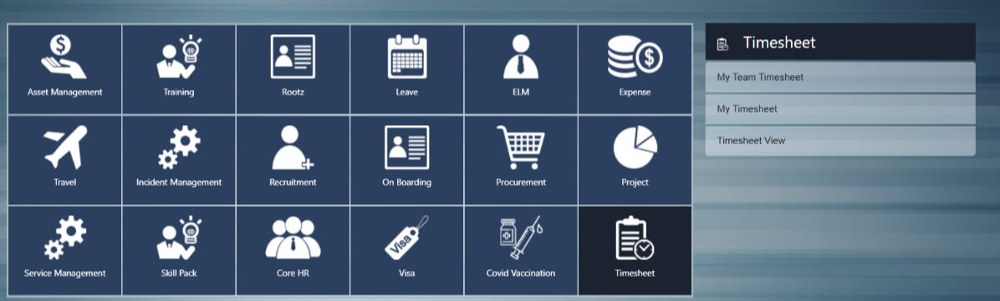 Asset Management
Training
Rootz
Leave
ELM
Expense
Travel
Incident Management
Recruitment
On Boarding
Procurement
Project
Service Management
Skill Pack
Core HR
Visa
Visa
Covid Vaccination
Timesheet
Timesheet
My Team Timesheet
My Timesheet
Timesheet View